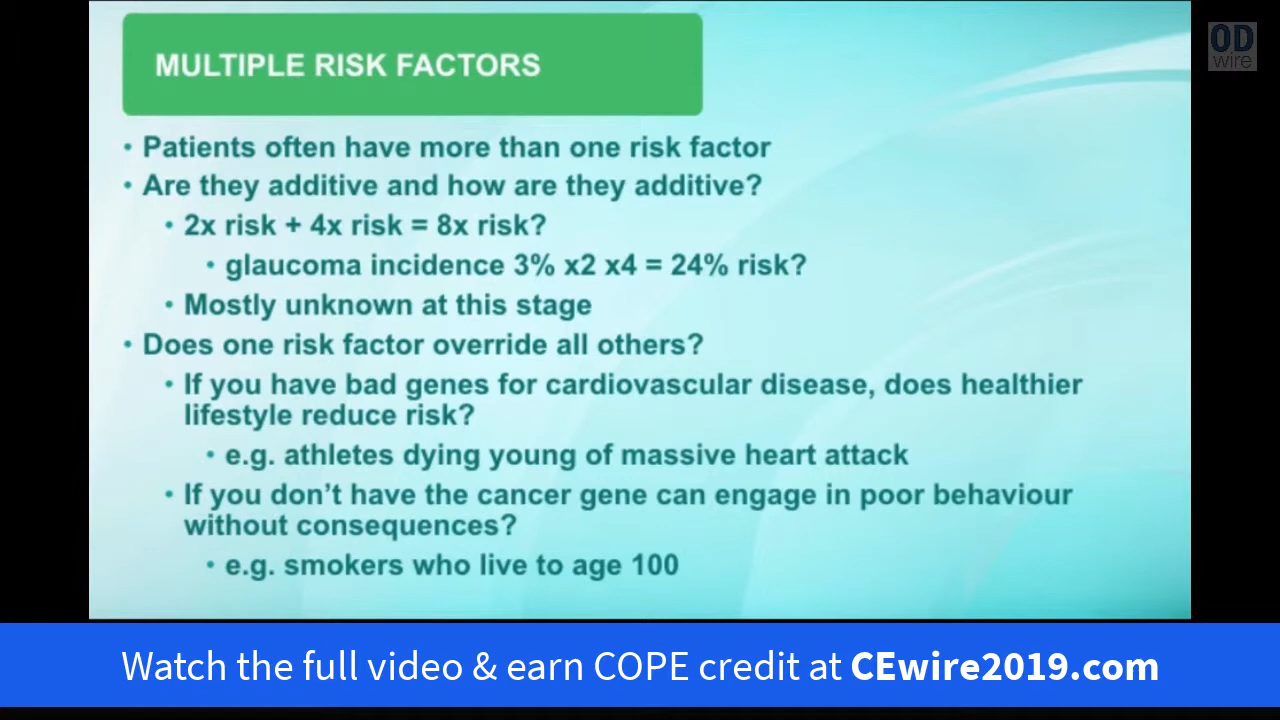 OD
wire
MULTIPLE RISK FACTORS
• Patients often have more than one risk factor
• Are they additive and how are they additive?
• 2x risk + 4x risk = 8x risk?
• glaucoma incidence 3% x2 x4 = 24% risk?
• Mostly unknown at this stage
• Does one risk factor override all others?
• If you have bad genes for cardiovascular disease, does healthier
lifestyle reduce risk?
• e.g. athletes dying young of massive heart attack
• If you don't have the cancer gene can engage in poor behaviour
without consequences?
• e.g. smokers who live to age 100
Watch the full video & earn COPE credit at CEwire2019.com